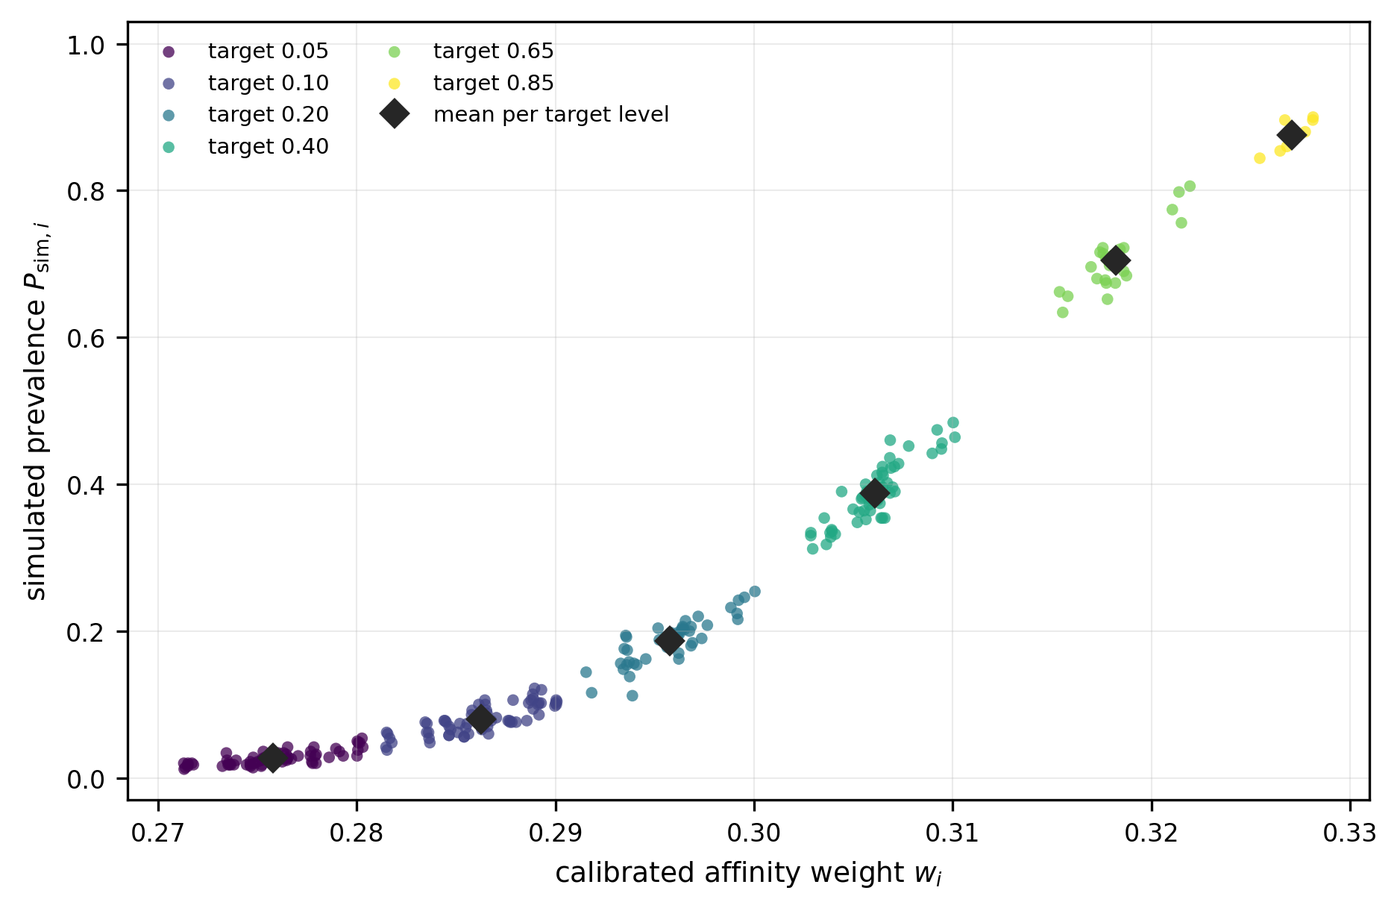 target 0.05
target 0.10
target 0.20
target 0.40
target 0.65
target 0.85
mean per target level
simulated prevalence P_sim, i
1.0
0.8
0.6
0.4
0.2
0.0
0.27 0.28 0.29 0.30 0.31 0.32 0.33
calibrated affinity weight w_i